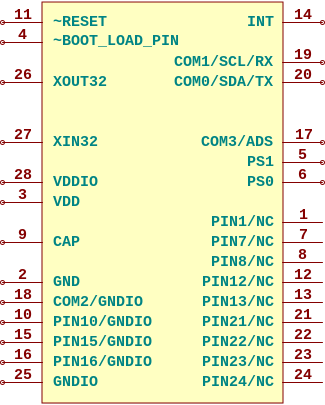 11 ~RESET INT 14
4 ~BOOT_LOAD_PIN
COM1/SCL/RX 19
26 XOUT32 COM0/SDA/TX 20
27 XIN32 COM3/ADS 17
PS1 5
28 VDDIO PS0 6
3 VDD
PIN1/NC 1
9 CAP PIN7/NC 7
PIN8/NC 8
2 GND PIN12/NC 12
18 COM2/GNDIO PIN13/NC 13
10 PIN10/GNDIO PIN21/NC 21
15 PIN15/GNDIO PIN22/NC 22
16 PIN16/GNDIO PIN23/NC 23
25 GNDIO PIN24/NC 24